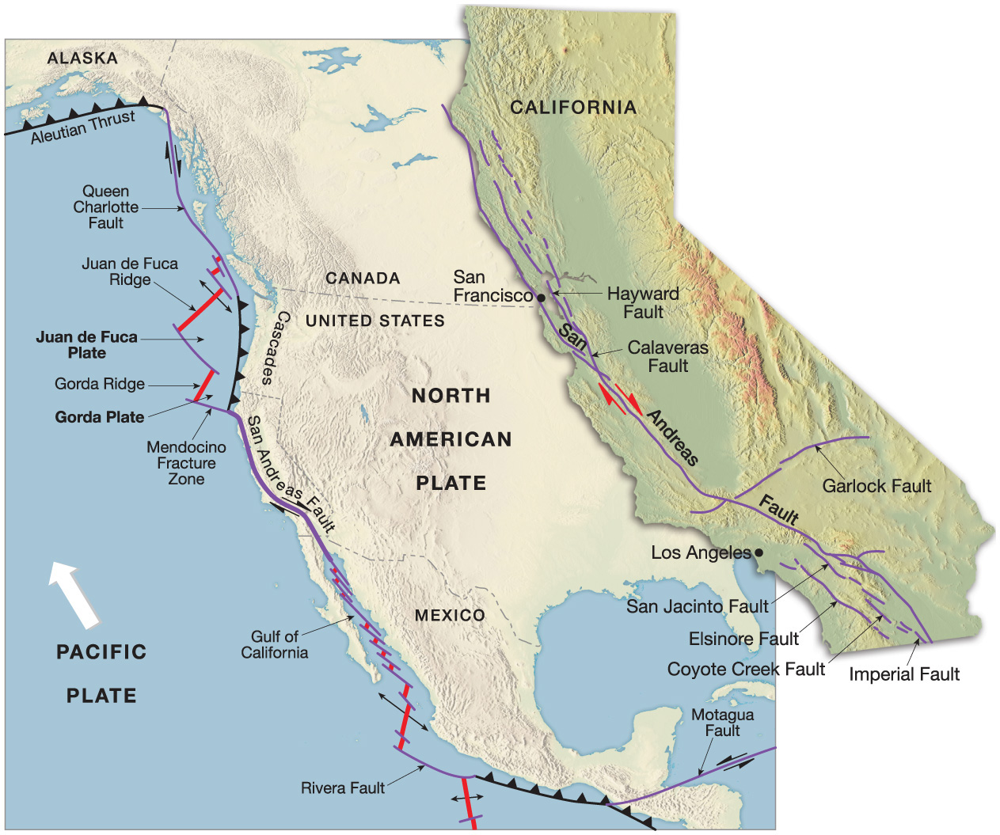 ALASKA
Aleutian Thrust
Queen
Charlotte
Fault
Juan de Fuca
Ridge
Juan de Fuca
Plate
Gorda Ridge
Gorda Plate
Mendocino
Fracture
Zone
Cascades
CANADA
UNITED STATES
San Andreas Fault
NORTH
AMERICAN
PLATE
PACIFIC
PLATE
Gulf of
California
MEXICO
Rivera Fault
Motagua
Fault
CALIFORNIA
San
Francisco
Hayward
Fault
Calaveras
Fault
San
Andreas
Fault
Garlock Fault
Los Angeles
San Jacinto Fault
Elsinore Fault
Coyote Creek Fault
Imperial Fault